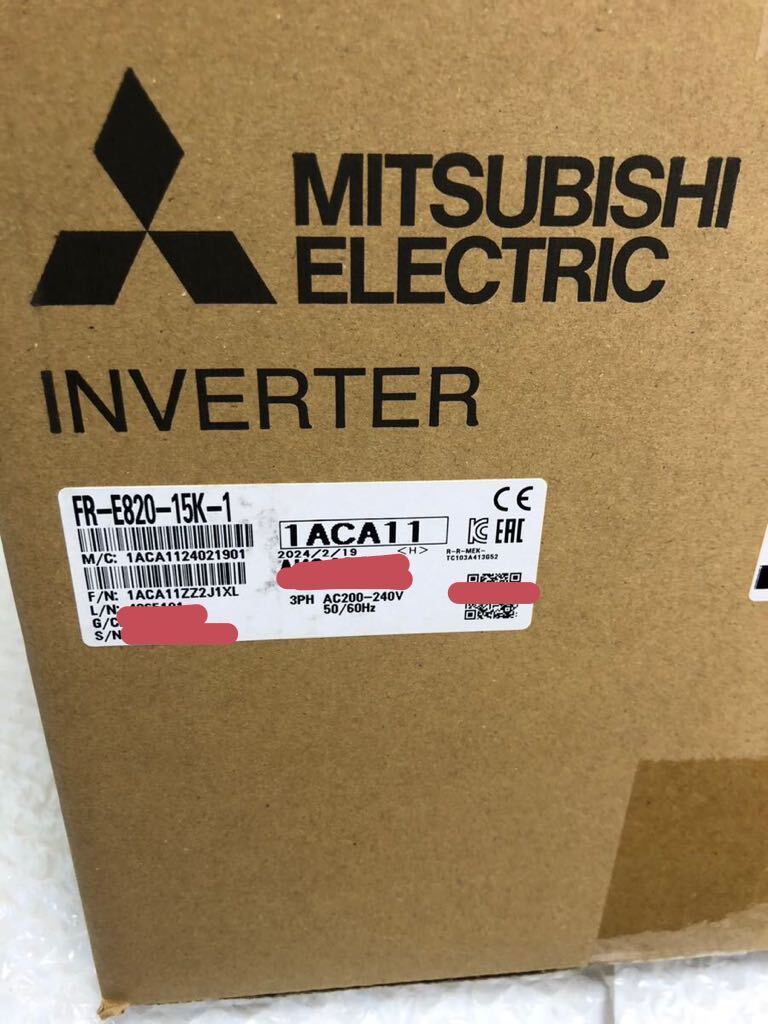 MITSUBISHI
ELECTRIC
INVERTER
FR-E820-15K-1
M/C: 1ACA1124021901
F/N: 1ACA11ZZ2J1XL
L/N:
G/C
S/N
1ACA11
2024/2/19 <H>
3PH AC200-240V
50/60Hz
CE
EAC
R-R-MEK-
TC103A413G52